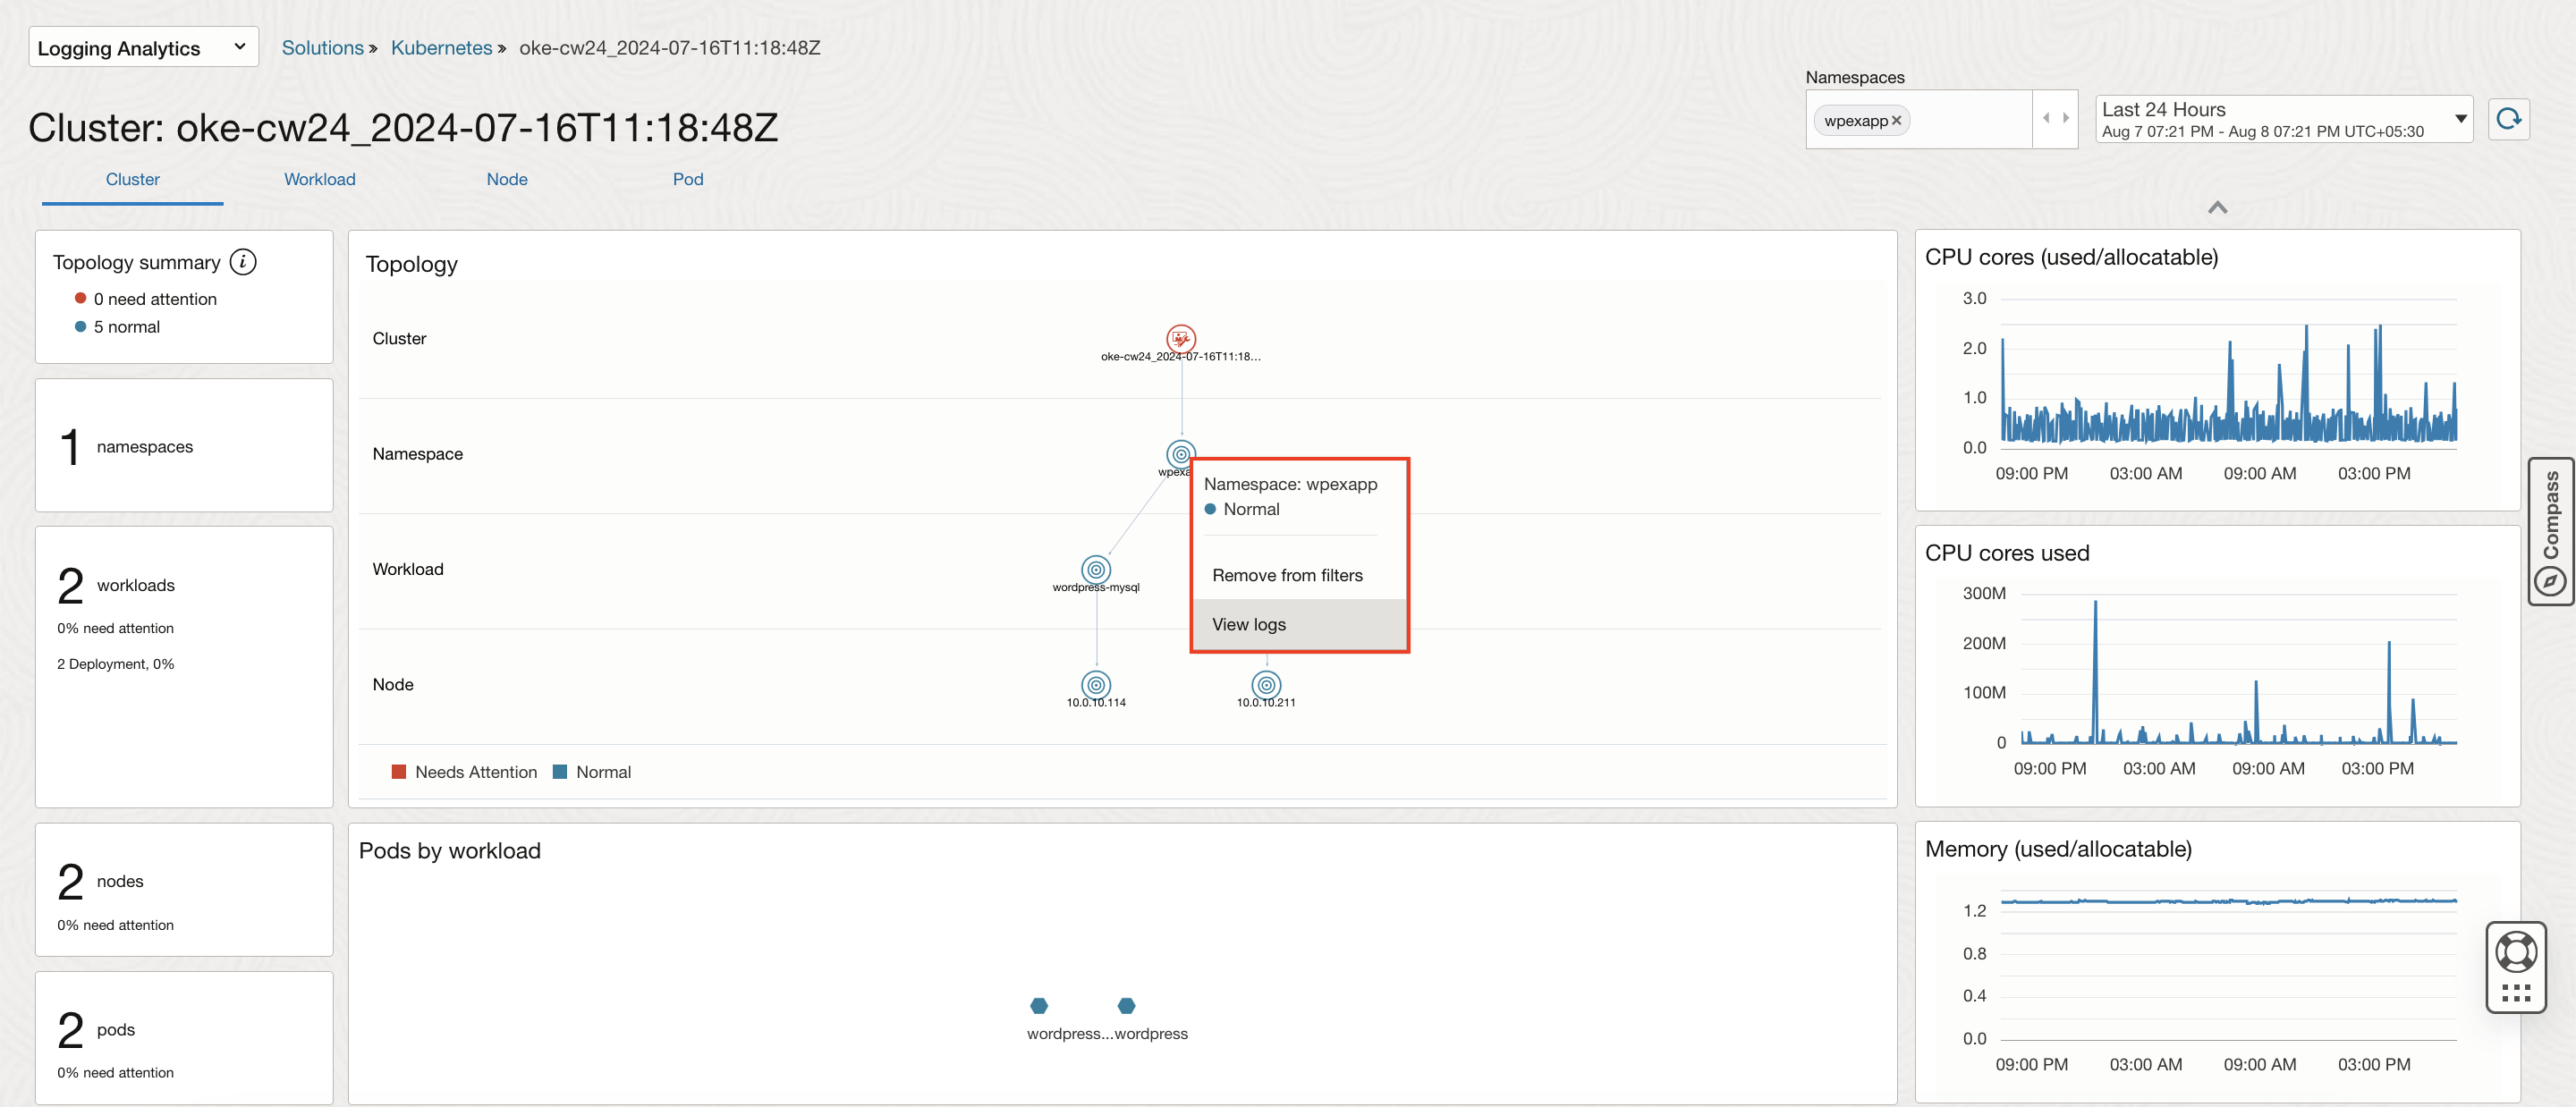 Logging Analytics
Solutions » Kubernetes » oke-cw24_2024-07-16T11:18:48Z
Namespaces
wpexapp
Last 24 Hours
Aug 7 07:21 PM - Aug 8 07:21 PM UTC+05:30
Cluster: oke-cw24_2024-07-16T11:18:48Z
Cluster
Workload
Node
Pod
Topology summary
0 need attention
5 normal
1 namespaces
2 workloads
0% need attention
2 Deployment, 0%
2 nodes
0% need attention
2 pods
0% need attention
Topology
Cluster
oke-cw24_2024-07-16T11:18...
Namespace
wpexa
Namespace: wpexapp
Normal
Remove from filters
View logs
Workload
wordpress-mysql
Node
10.0.10.114
10.0.10.211
Needs Attention
Normal
Pods by workload
wordpress...
wordpress
CPU cores (used/allocatable)
3.0
2.0
1.0
0.0
09:00 PM
03:00 AM
09:00 AM
03:00 PM
CPU cores used
300M
200M
100M
0
09:00 PM
03:00 AM
09:00 AM
03:00 PM
Memory (used/allocatable)
1.2
0.8
0.4
0.0
09:00 PM
03:00 AM
09:00 AM
03:00 PM
Compass